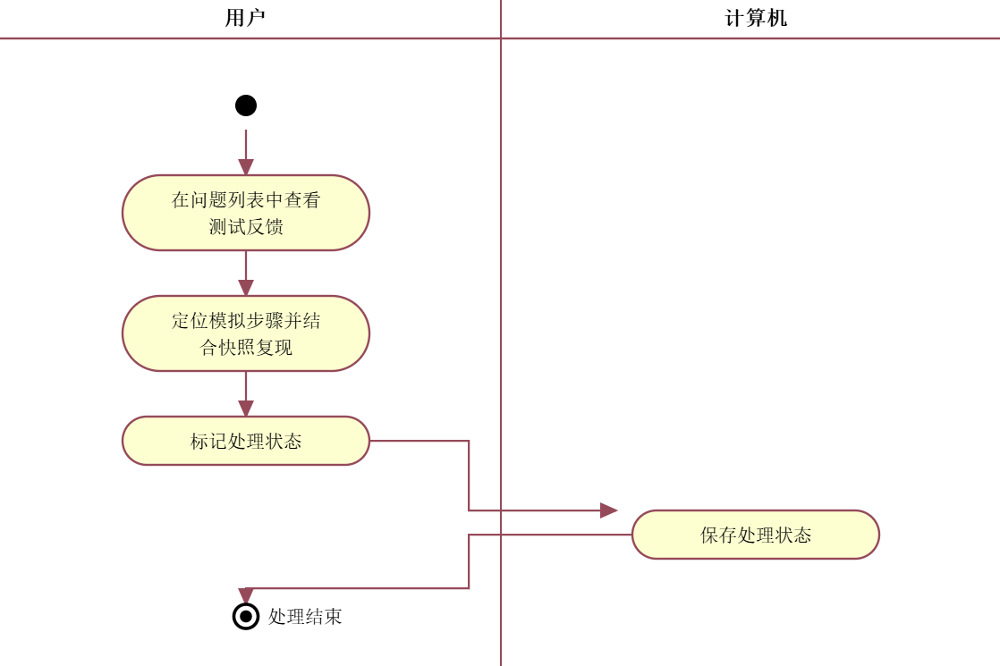 用户
计算机
在问题列表中查看
测试反馈
定位模拟步骤并结
合快照复现
标记处理状态
保存处理状态
处理结束